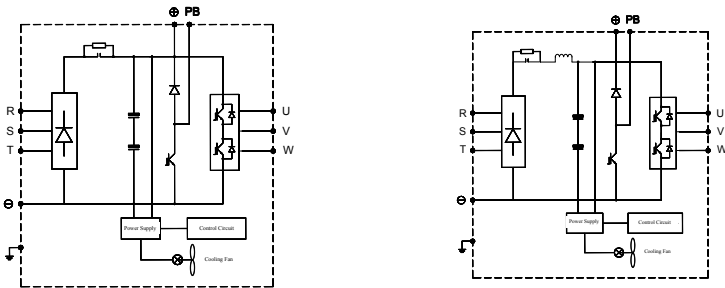 ⊕ PB
R
S
T
U
V
W
⊖
Power Supply
Control Circuit
Cooling Fan
⊕ PB
R
S
T
U
V
W
⊖
Power Supply
Control Circuit
Cooling Fan